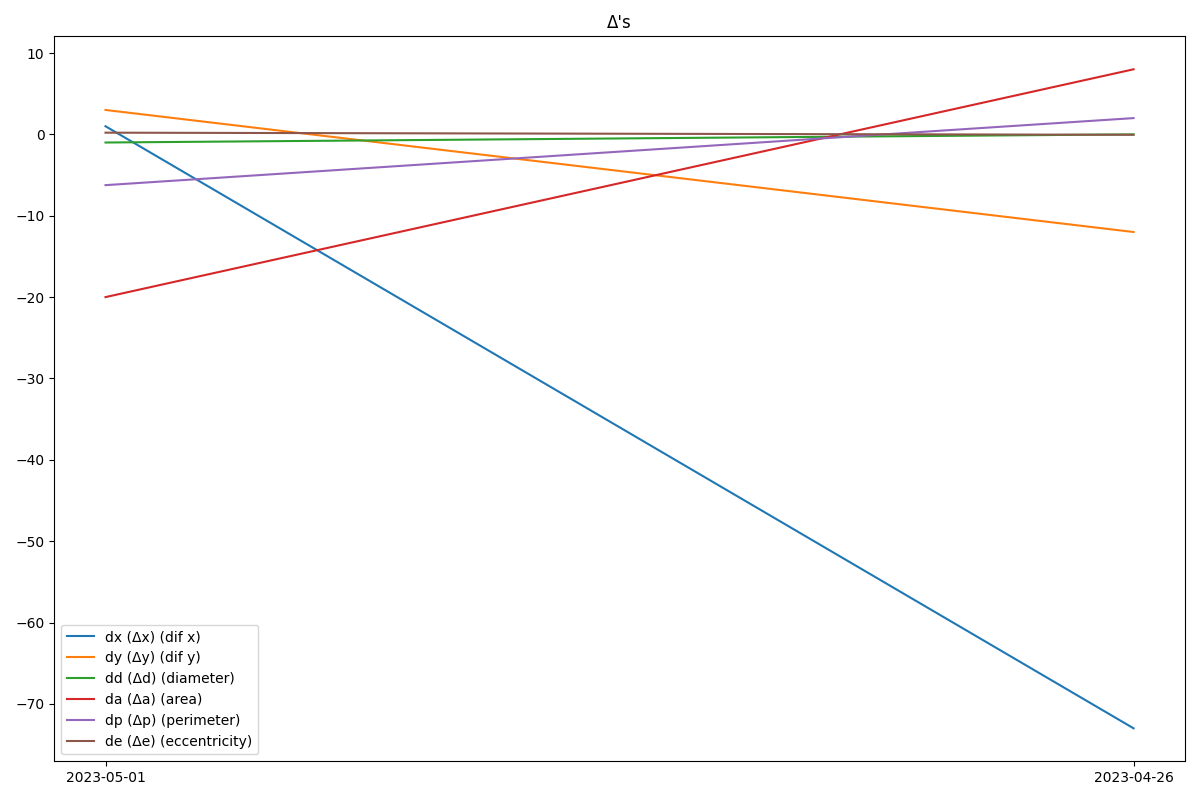 Δ's
10
0
−10
−20
−30
−40
−50
−60
−70
dx (Δx) (dif x)
dy (Δy) (dif y)
dd (Δd) (diameter)
da (Δa) (area)
dp (Δp) (perimeter)
de (Δe) (eccentricity)
2023-05-01 2023-04-26